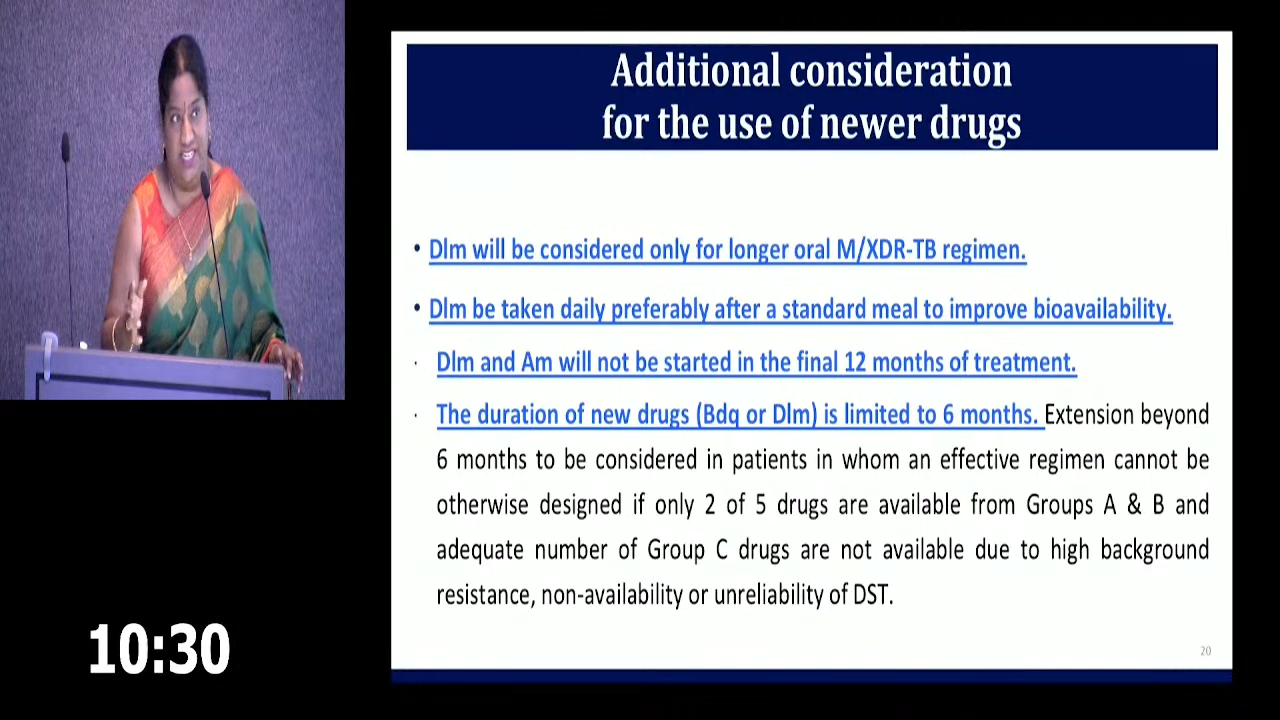 Additional consideration
for the use of newer drugs
• Dlm will be considered only for longer oral M/XDR-TB regimen.
• Dlm be taken daily preferably after a standard meal to improve bioavailability.
· Dlm and Am will not be started in the final 12 months of treatment.
· The duration of new drugs (Bdq or Dlm) is limited to 6 months. Extension beyond
6 months to be considered in patients in whom an effective regimen cannot be
otherwise designed if only 2 of 5 drugs are available from Groups A & B and
adequate number of Group C drugs are not available due to high background
resistance, non-availability or unreliability of DST.
20
10:30